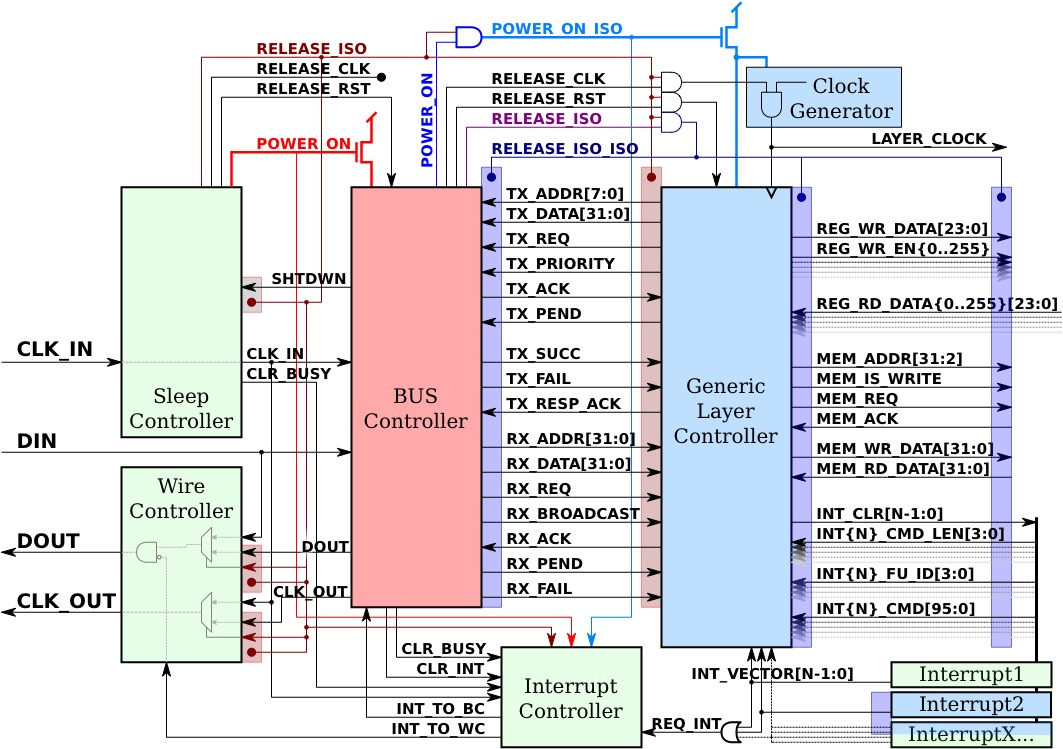 POWER_ON_ISO
RELEASE_ISO
RELEASE_CLK
RELEASE_RST
POWER_ON
POWER_ON
RELEASE_CLK
RELEASE_RST
RELEASE_ISO
RELEASE_ISO_ISO
Clock
Generator
LAYER_CLOCK
TX_ADDR[7:0]
TX_DATA[31:0]
TX_REQ
TX_PRIORITY
TX_ACK
TX_PEND
TX_SUCC
TX_FAIL
TX_RESP_ACK
RX_ADDR[31:0]
RX_DATA[31:0]
RX_REQ
RX_BROADCAST
RX_ACK
RX_PEND
RX_FAIL
REG_WR_DATA[23:0]
REG_WR_EN{0..255}
REG_RD_DATA{0..255}[23:0]
MEM_ADDR[31:2]
MEM_IS_WRITE
MEM_REQ
MEM_ACK
MEM_WR_DATA[31:0]
MEM_RD_DATA[31:0]
INT_CLR[N-1:0]
INT{N}_CMD_LEN[3:0]
INT{N}_FU_ID[3:0]
INT{N}_CMD[95:0]
SHTDWN
CLK_IN
CLK_IN
CLR_BUSY
Sleep
Controller
BUS
Controller
Generic
Layer
Controller
DIN
Wire
Controller
DOUT
DOUT
CLK_OUT
CLK_OUT
CLR_BUSY
CLR_INT
INT_TO_BC
INT_TO_WC
Interrupt
Controller
REQ_INT
INT_VECTOR[N-1:0]
Interrupt1
Interrupt2
InterruptX...